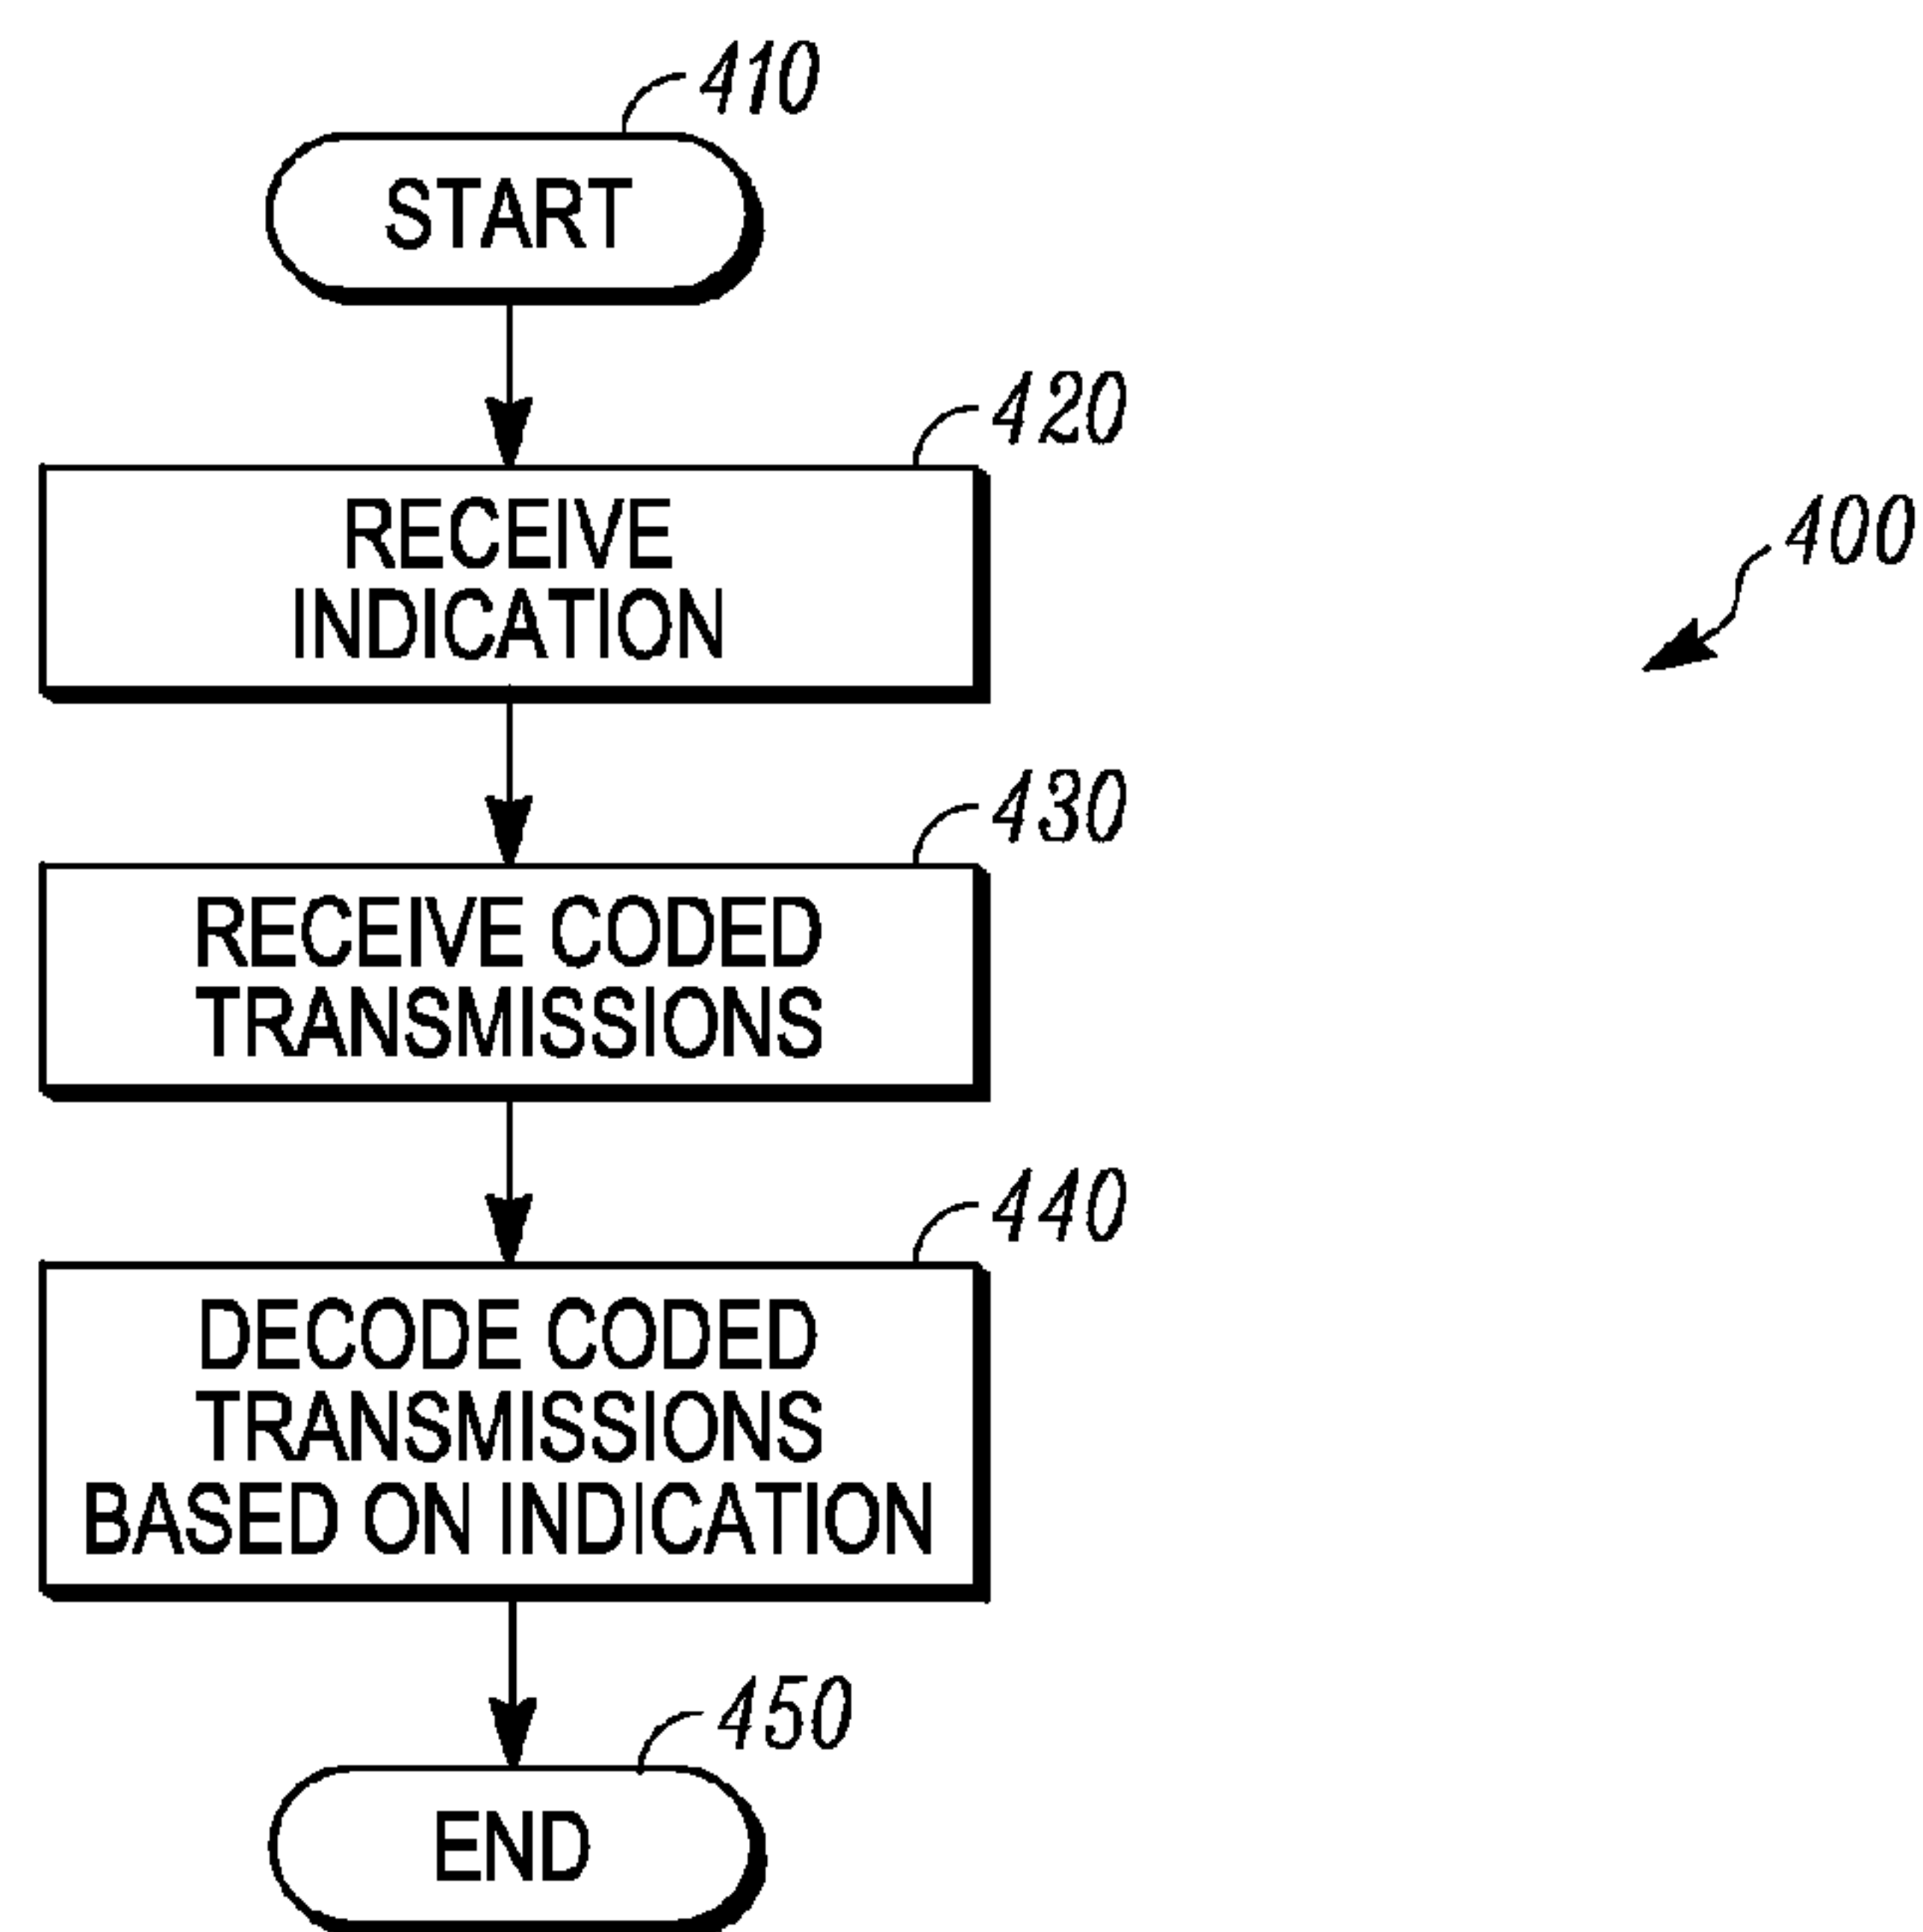 410
START
420
RECEIVE
INDICATION
400
430
RECEIVE CODED
TRANSMISSIONS
440
DECODE CODED
TRANSMISSIONS
BASED ON INDICATION
450
END